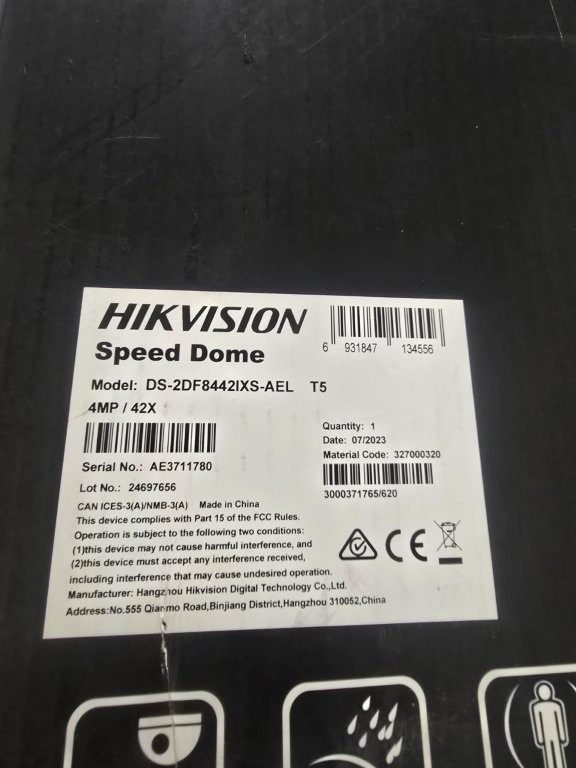 HIKVISION
Speed Dome
6 931847 134556
Model: DS-2DF8442IXS-AEL T5
4MP / 42X
Quantity: 1
Date: 07/2023
Material Code: 327000320
3000371765/620
Serial No.: AE3711780
Lot No.: 24697656
CAN ICES-3(A)/NMB-3(A) Made in China
This device complies with Part 15 of the FCC Rules.
Operation is subject to the following two conditions:
(1)this device may not cause harmful interference, and
(2)this device must accept any interference received,
including interference that may cause undesired operation.
Manufacturer: Hangzhou Hikvision Digital Technology Co.,Ltd.
Address:No.555 Qianmo Road,Binjiang District,Hangzhou 310052,China
CE